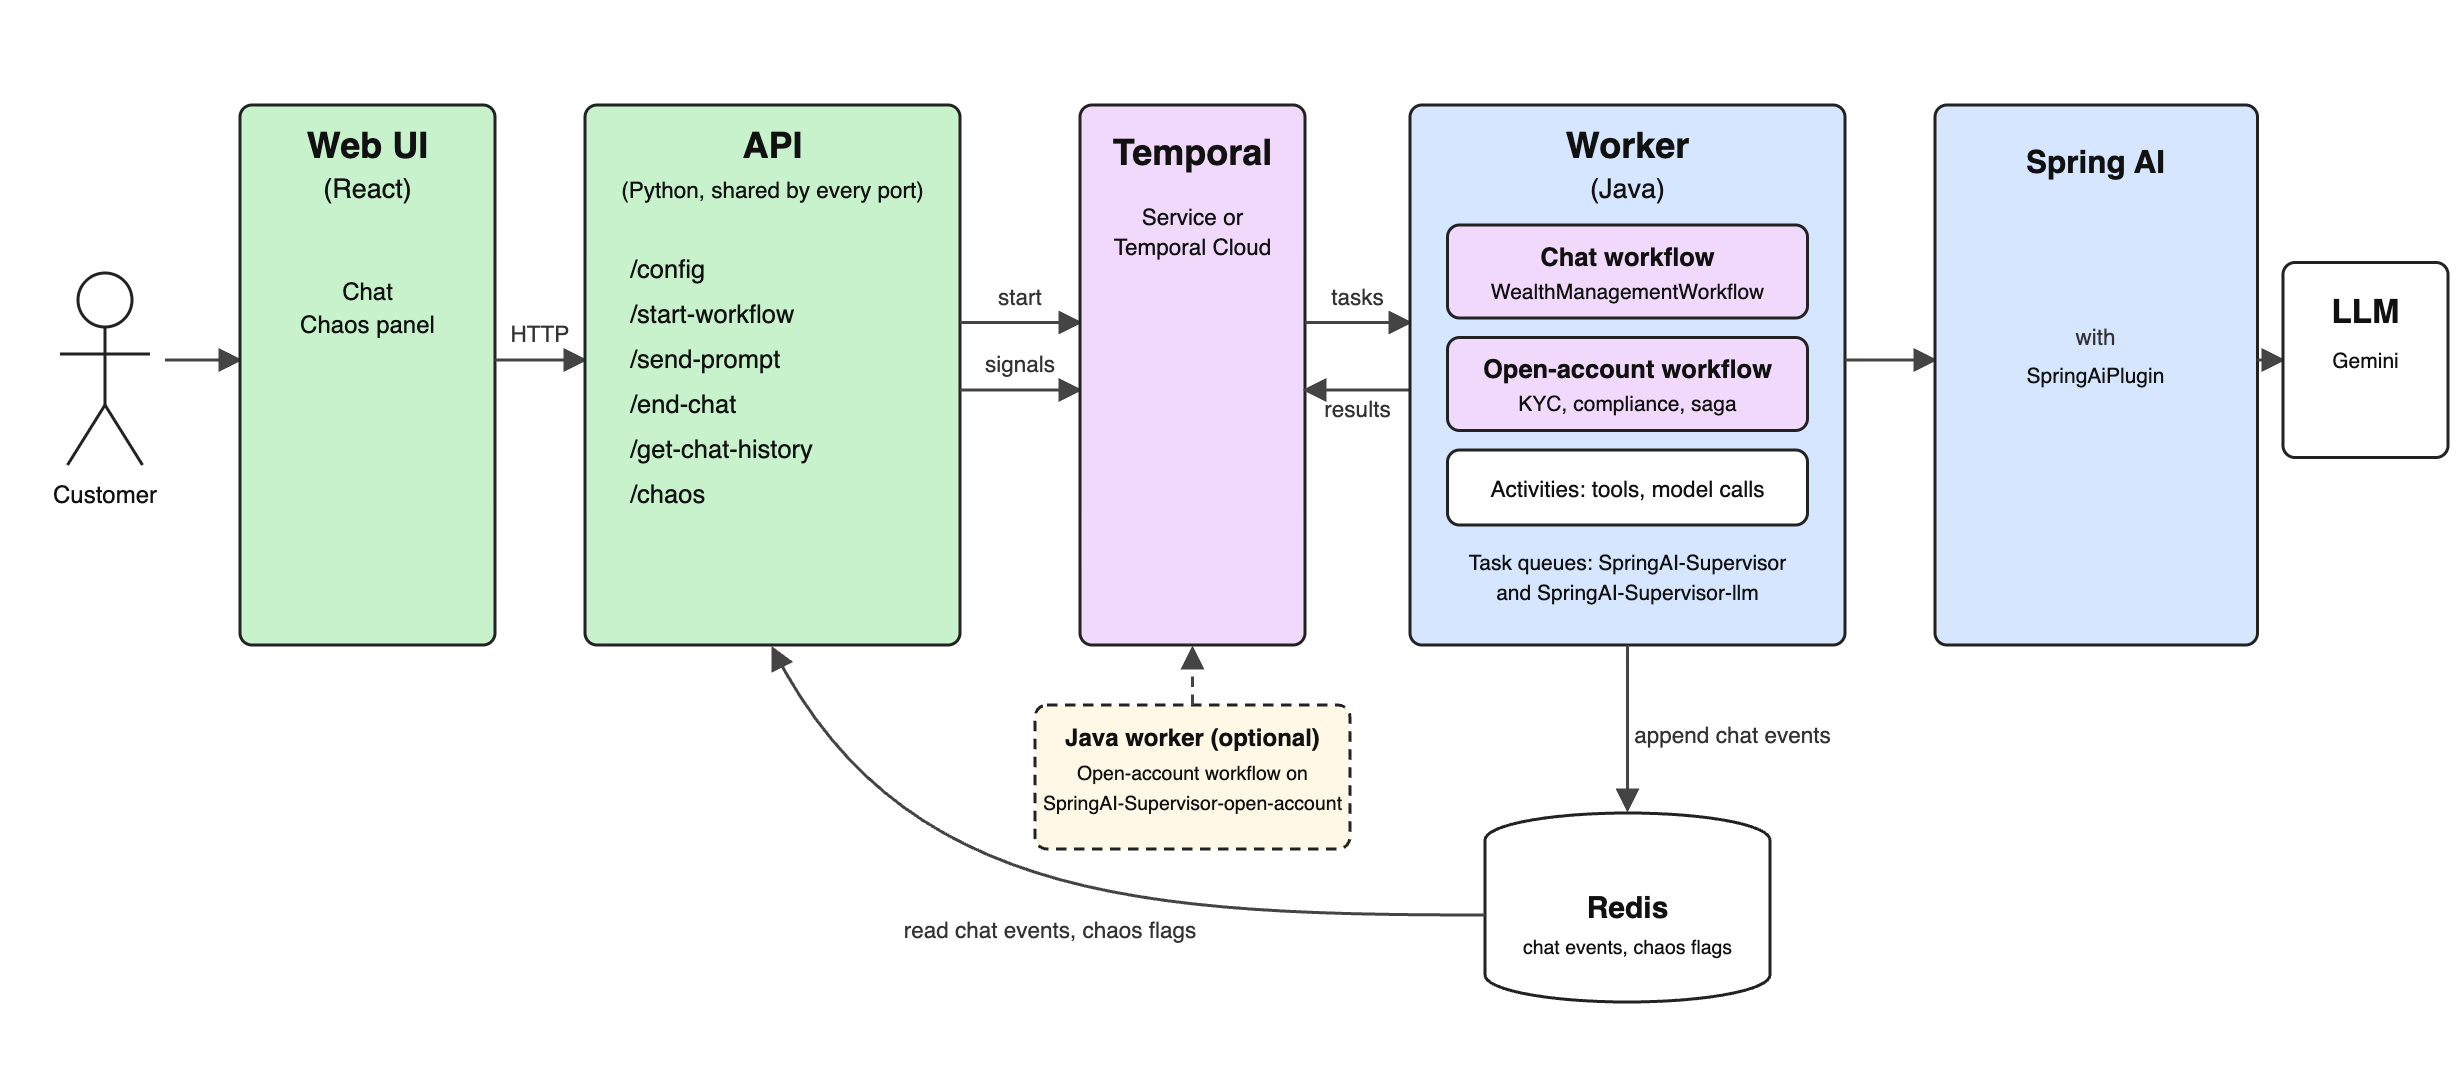 Customer
Web UI
(React)
Chat
Chaos panel
HTTP
API
(Python, shared by every port)
/config
/start-workflow
/send-prompt
/end-chat
/get-chat-history
/chaos
start
signals
Temporal
Service or
Temporal Cloud
tasks
results
Worker
(Java)
Chat workflow
WealthManagementWorkflow
Open-account workflow
KYC, compliance, saga
Activities: tools, model calls
Task queues: SpringAI-Supervisor
and SpringAI-Supervisor-llm
Spring AI
with
SpringAiPlugin
LLM
Gemini
Java worker (optional)
Open-account workflow on
SpringAI-Supervisor-open-account
append chat events
read chat events, chaos flags
Redis
chat events, chaos flags